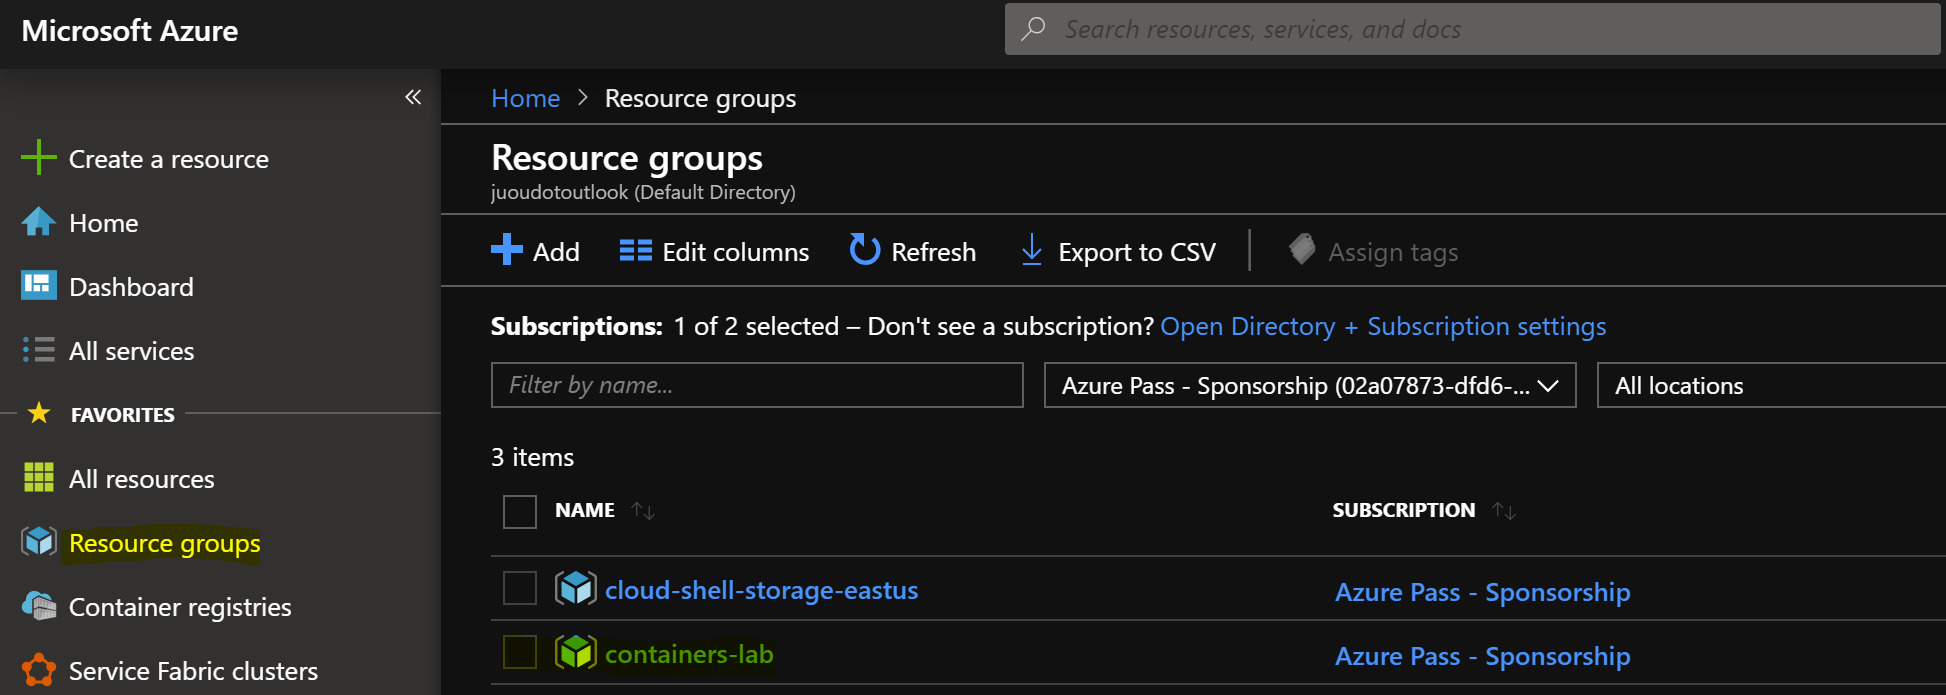 Microsoft Azure
Search resources, services, and docs
Create a resource
Home
Dashboard
All services
FAVORITES
All resources
Resource groups
Container registries
Service Fabric clusters
Home > Resource groups
Resource groups
juoudotoutlook (Default Directory)
Add Edit columns Refresh Export to CSV Assign tags
Subscriptions: 1 of 2 selected – Don't see a subscription? Open Directory + Subscription settings
Filter by name... Azure Pass - Sponsorship (02a07873-dfd6-... All locations
3 items
NAME SUBSCRIPTION
cloud-shell-storage-eastus Azure Pass - Sponsorship
containers-lab Azure Pass - Sponsorship